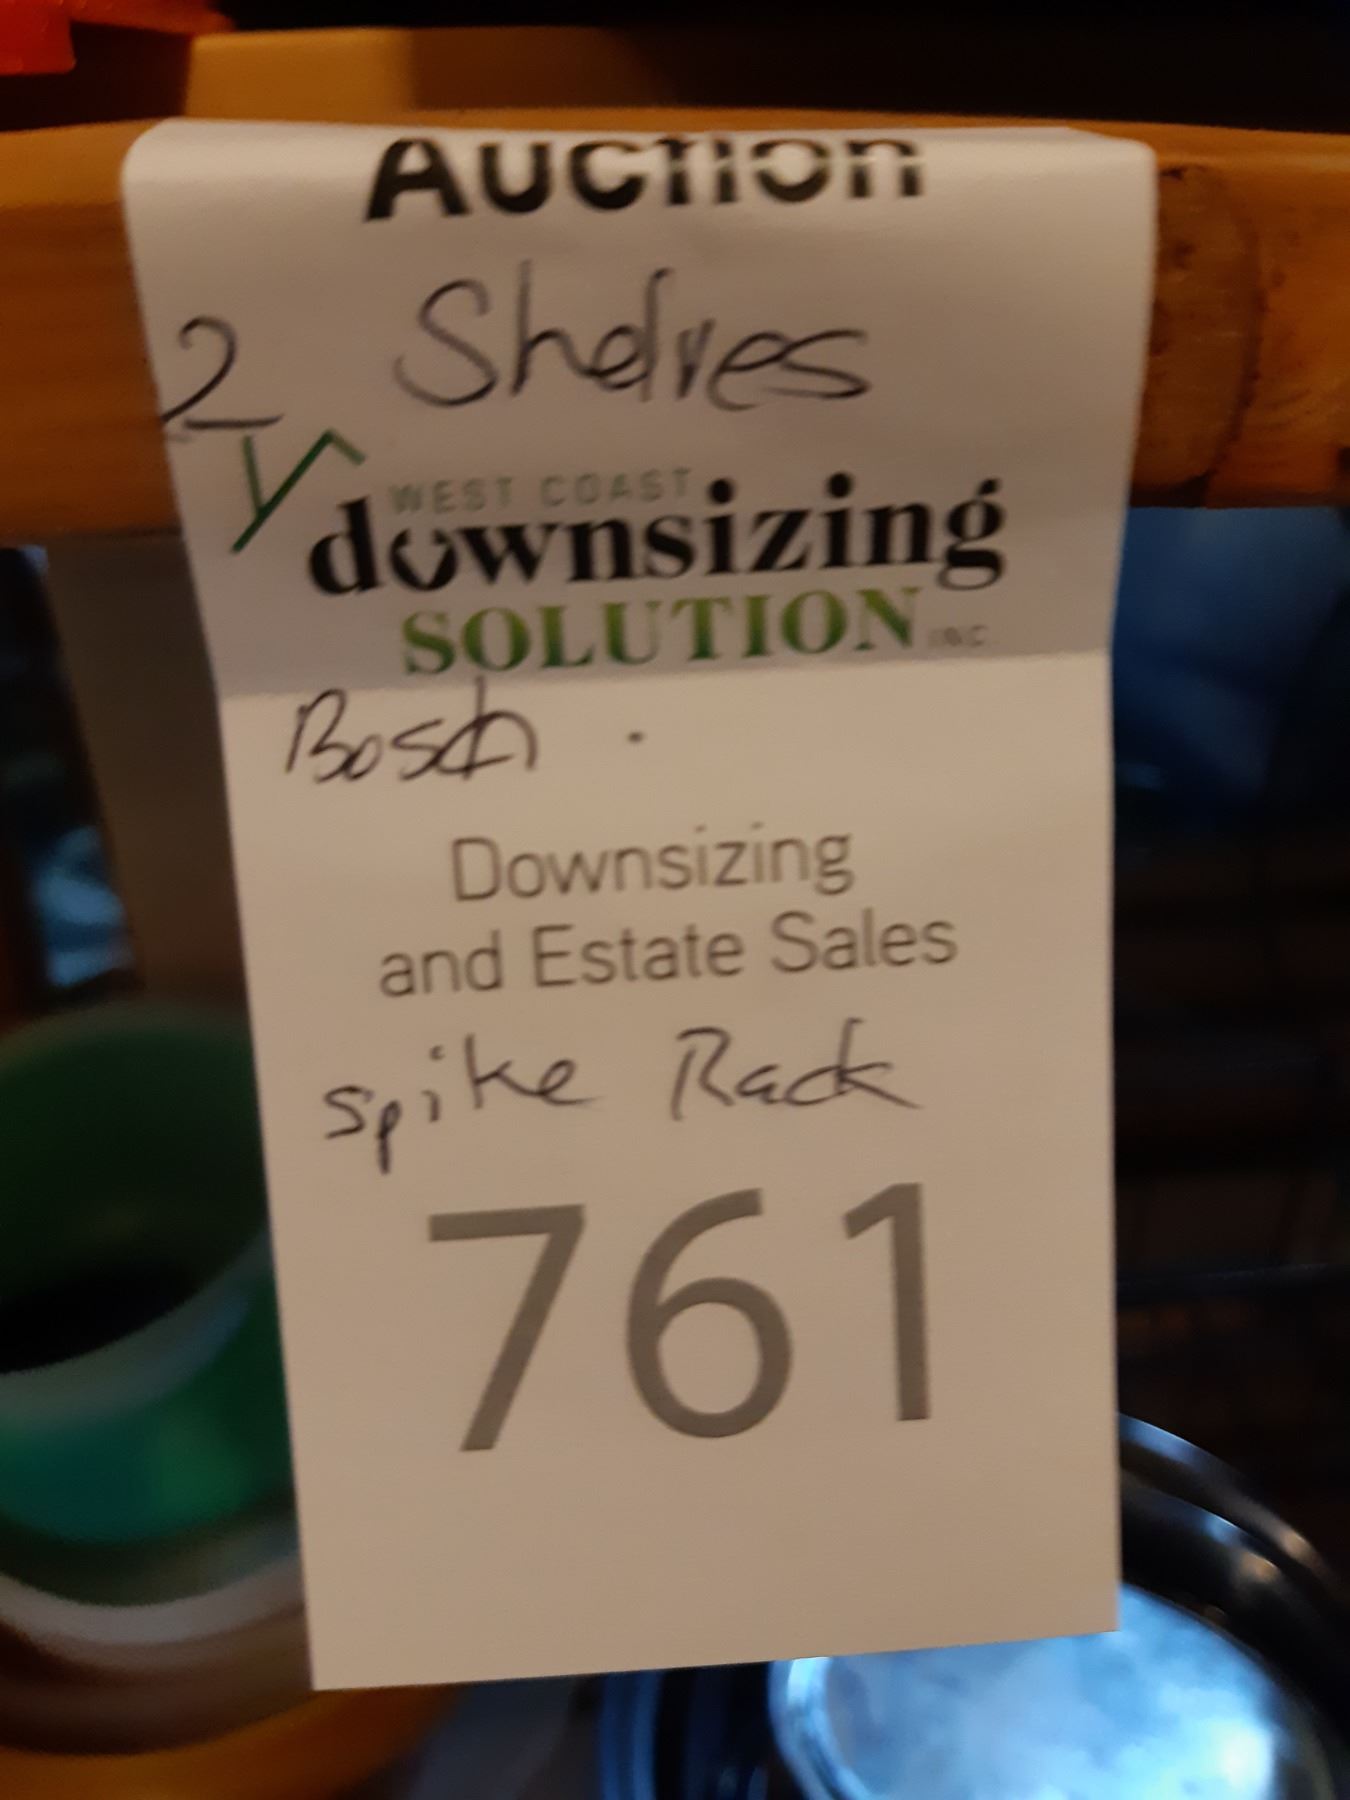 Auction
2 Shelves
WEST COAST
downsizing
SOLUTION INC.
Bosch .
Downsizing
and Estate Sales
spike Rack
761